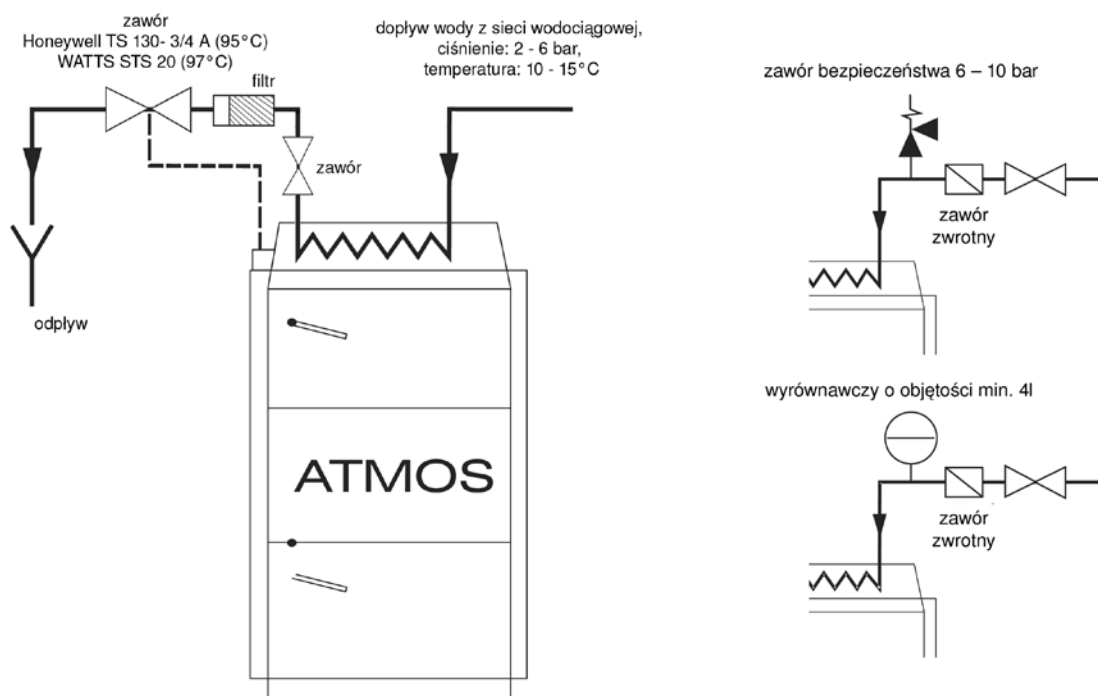 zawór
Honeywell TS 130- 3/4 A (95°C)
WATTS STS 20 (97°C)
filtr
dopływ wody z sieci wodociągowej,
ciśnienie: 2 - 6 bar,
temperatura: 10 - 15°C
zawór
odpływ
ATMOS
zawór bezpieczeństwa 6 – 10 bar
zawór
zwrotny
wyrównawczy o objętości min. 4l
zawór
zwrotny